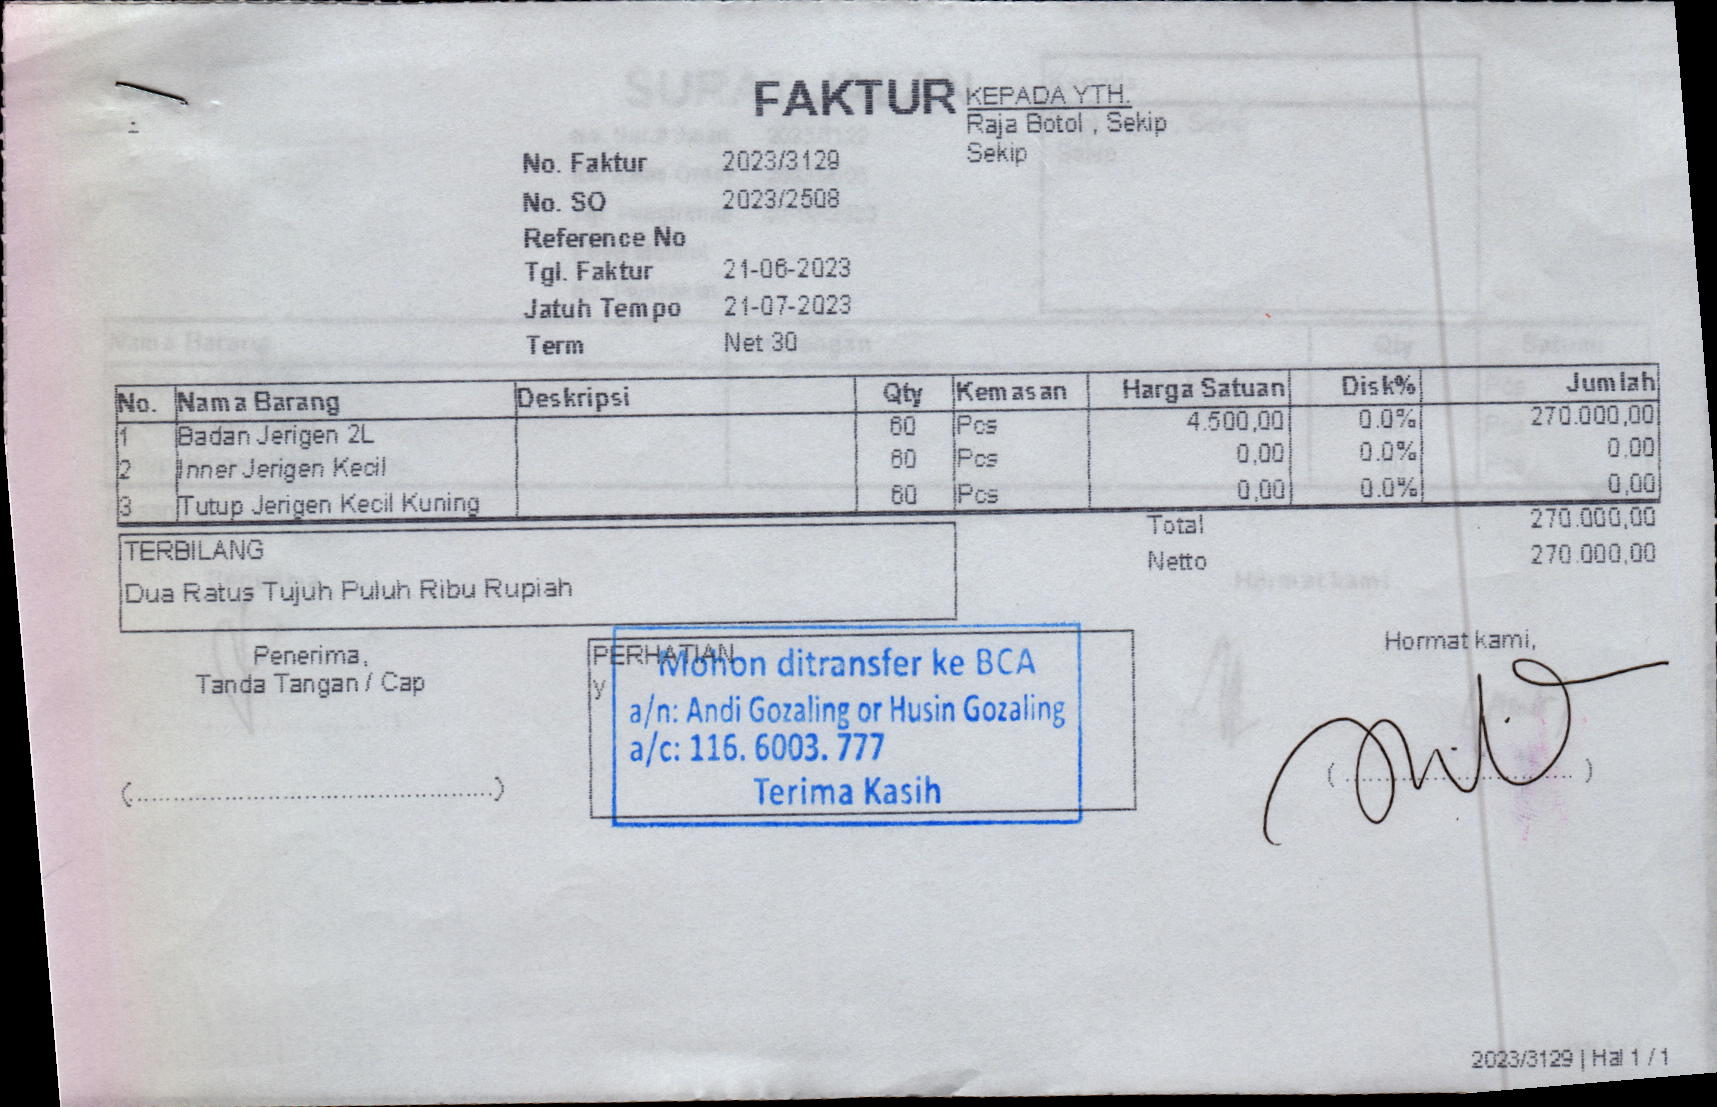 FAKTUR
KEPADA YTH.
Raja Botol , Sekip
Sekip
No. Faktur 2023/3129
No. SO 2023/2508
Reference No
Tgl. Faktur 21-06-2023
Jatuh Tempo 21-07-2023
Term Net 30
No. Nama Barang Deskripsi Qty Kemasan Harga Satuan Disk% Jumlah
1 Badan Jerigen 2L 60 Pcs 4.500,00 0.0% 270.000,00
2 Inner Jerigen Kecil 60 Pcs 0,00 0.0% 0,00
3 Tutup Jerigen Kecil Kuning 60 Pcs 0,00 0.0% 0,00
Total 270.000,00
Netto 270.000,00
TERBILANG
Dua Ratus Tujuh Puluh Ribu Rupiah
Penerima,
Tanda Tangan / Cap
(..................................................)
PERHATIAN
y
Mohon ditransfer ke BCA
a/n: Andi Gozaling or Husin Gozaling
a/c: 116. 6003. 777
Terima Kasih
Hormat kami,
2023/3129 | Hal 1 / 1